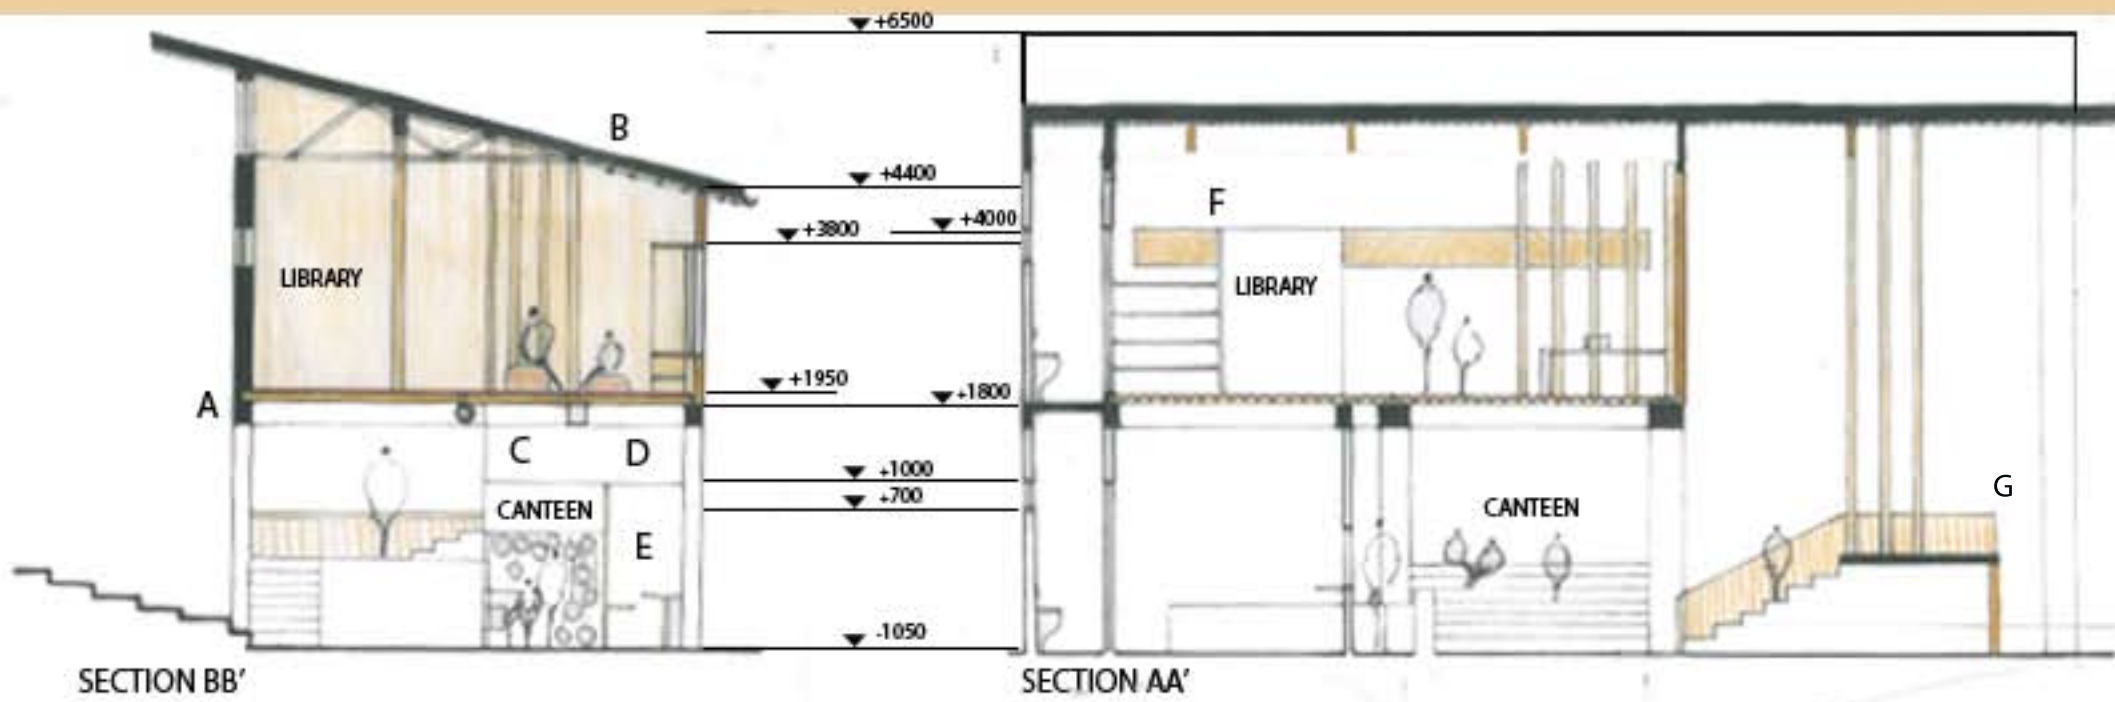 +6500
B
+4400
+4000
+3800
F
LIBRARY
LIBRARY
+1950
+1800
A
C
D
+1000
+700
CANTEEN
CANTEEN
G
E
-1050
SECTION BB'
SECTION AA'